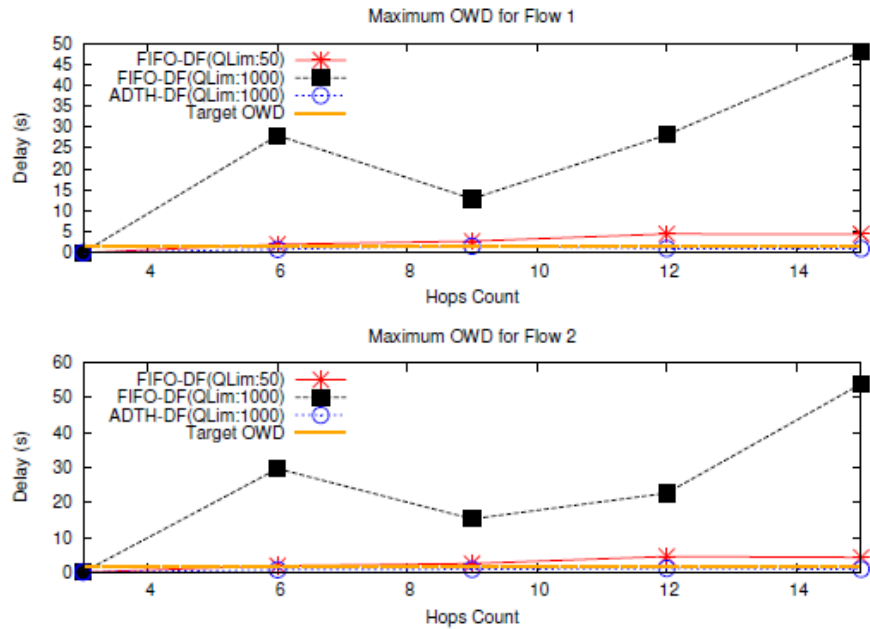 Maximum OWD for Flow 1
50
45
40
35
30
25
20
15
10
5
0
Delay (s)
FIFO-DF(QLim:50)
FIFO-DF(QLim:1000)
ADTH-DF(QLim:1000)
Target OWD
4 6 8 10 12 14
Hops Count
Maximum OWD for Flow 2
60
50
40
30
20
10
0
Delay (s)
FIFO-DF(QLim:50)
FIFO-DF(QLim:1000)
ADTH-DF(QLim:1000)
Target OWD
4 6 8 10 12 14
Hops Count